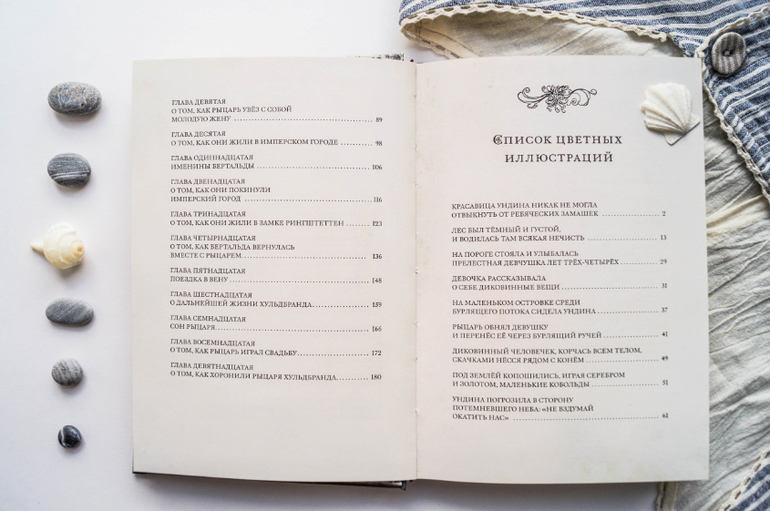 ГЛАВА ДЕВЯТАЯ
О ТОМ, КАК РЫЦАРЬ УВЁЗ С СОБОЙ
МОЛОДУЮ ЖЕНУ 89
ГЛАВА ДЕСЯТАЯ
О ТОМ, КАК ОНИ ЖИЛИ В ИМПЕРСКОМ ГОРОДЕ 98
ГЛАВА ОДИННАДЦАТАЯ
ИМЕНИНЫ БЕРТАЛЬДЫ 106
ГЛАВА ДВЕНАДЦАТАЯ
О ТОМ, КАК ОНИ ПОКИНУЛИ
ИМПЕРСКИЙ ГОРОД 116
ГЛАВА ТРИНАДЦАТАЯ
О ТОМ, КАК ОНИ ЖИЛИ В ЗАМКЕ РИНГШТЕТТЕН 123
ГЛАВА ЧЕТЫРНАДЦАТАЯ
О ТОМ, КАК БЕРТАЛЬДА ВЕРНУЛАСЬ
ВМЕСТЕ С РЫЦАРЕМ 136
ГЛАВА ПЯТНАДЦАТАЯ
ПОЕЗДКА В ВЕНУ 148
ГЛАВА ШЕСТНАДЦАТАЯ
О ДАЛЬНЕЙШЕЙ ЖИЗНИ ХУЛЬДБРАНДА 159
ГЛАВА СЕМНАДЦАТАЯ
СОН РЫЦАРЯ 166
ГЛАВА ВОСЕМНАДЦАТАЯ
О ТОМ, КАК РЫЦАРЬ ИГРАЛ СВАДЬБУ 172
ГЛАВА ДЕВЯТНАДЦАТАЯ
О ТОМ, КАК ХОРОНИЛИ РЫЦАРЯ ХУЛЬДБРАНДА 180
СПИСОК ЦВЕТНЫХ
ИЛЛЮСТРАЦИЙ
КРАСАВИЦА УНДИНА НИКАК НЕ МОГЛА
ОТВЫКНУТЬ ОТ РЕБЯЧЕСКИХ ЗАМАШЕК 2
ЛЕС БЫЛ ТЁМНЫЙ И ГУСТОЙ,
И ВОДИЛАСЬ ТАМ ВСЯКАЯ НЕЧИСТЬ 13
НА ПОРОГЕ СТОЯЛА И УЛЫБАЛАСЬ
ПРЕЛЕСТНАЯ ДЕВЧУШКА ЛЕТ ТРЁХ-ЧЕТЫРЁХ 29
ДЕВОЧКА РАССКАЗЫВАЛА
О СЕБЕ ДИКОВИННЫЕ ВЕЩИ 31
НА МАЛЕНЬКОМ ОСТРОВКЕ СРЕДИ
БУРЛЯЩЕГО ПОТОКА СИДЕЛА УНДИНА 37
РЫЦАРЬ ОБНЯЛ ДЕВУШКУ
И ПЕРЕНЁС ЕЁ ЧЕРЕЗ БУРЛЯЩИЙ РУЧЕЙ 41
ДИКОВИННЫЙ ЧЕЛОВЕЧЕК, КОРЧАСЬ ВСЕМ ТЕЛОМ,
СКАЧКАМИ НЁССЯ РЯДОМ С КОНЁМ 49
ПОД ЗЕМЛЁЙ КОПОШИЛИСЬ, ИГРАЯ СЕРЕБРОМ
И ЗОЛОТОМ, МАЛЕНЬКИЕ КОБОЛЬДЫ 51
УНДИНА ПОГРОЗИЛА В СТОРОНУ
ПОТЕМНЕВШЕГО НЕБА: «НЕ ВЗДУМАЙ
ОКАТИТЬ НАС» 61